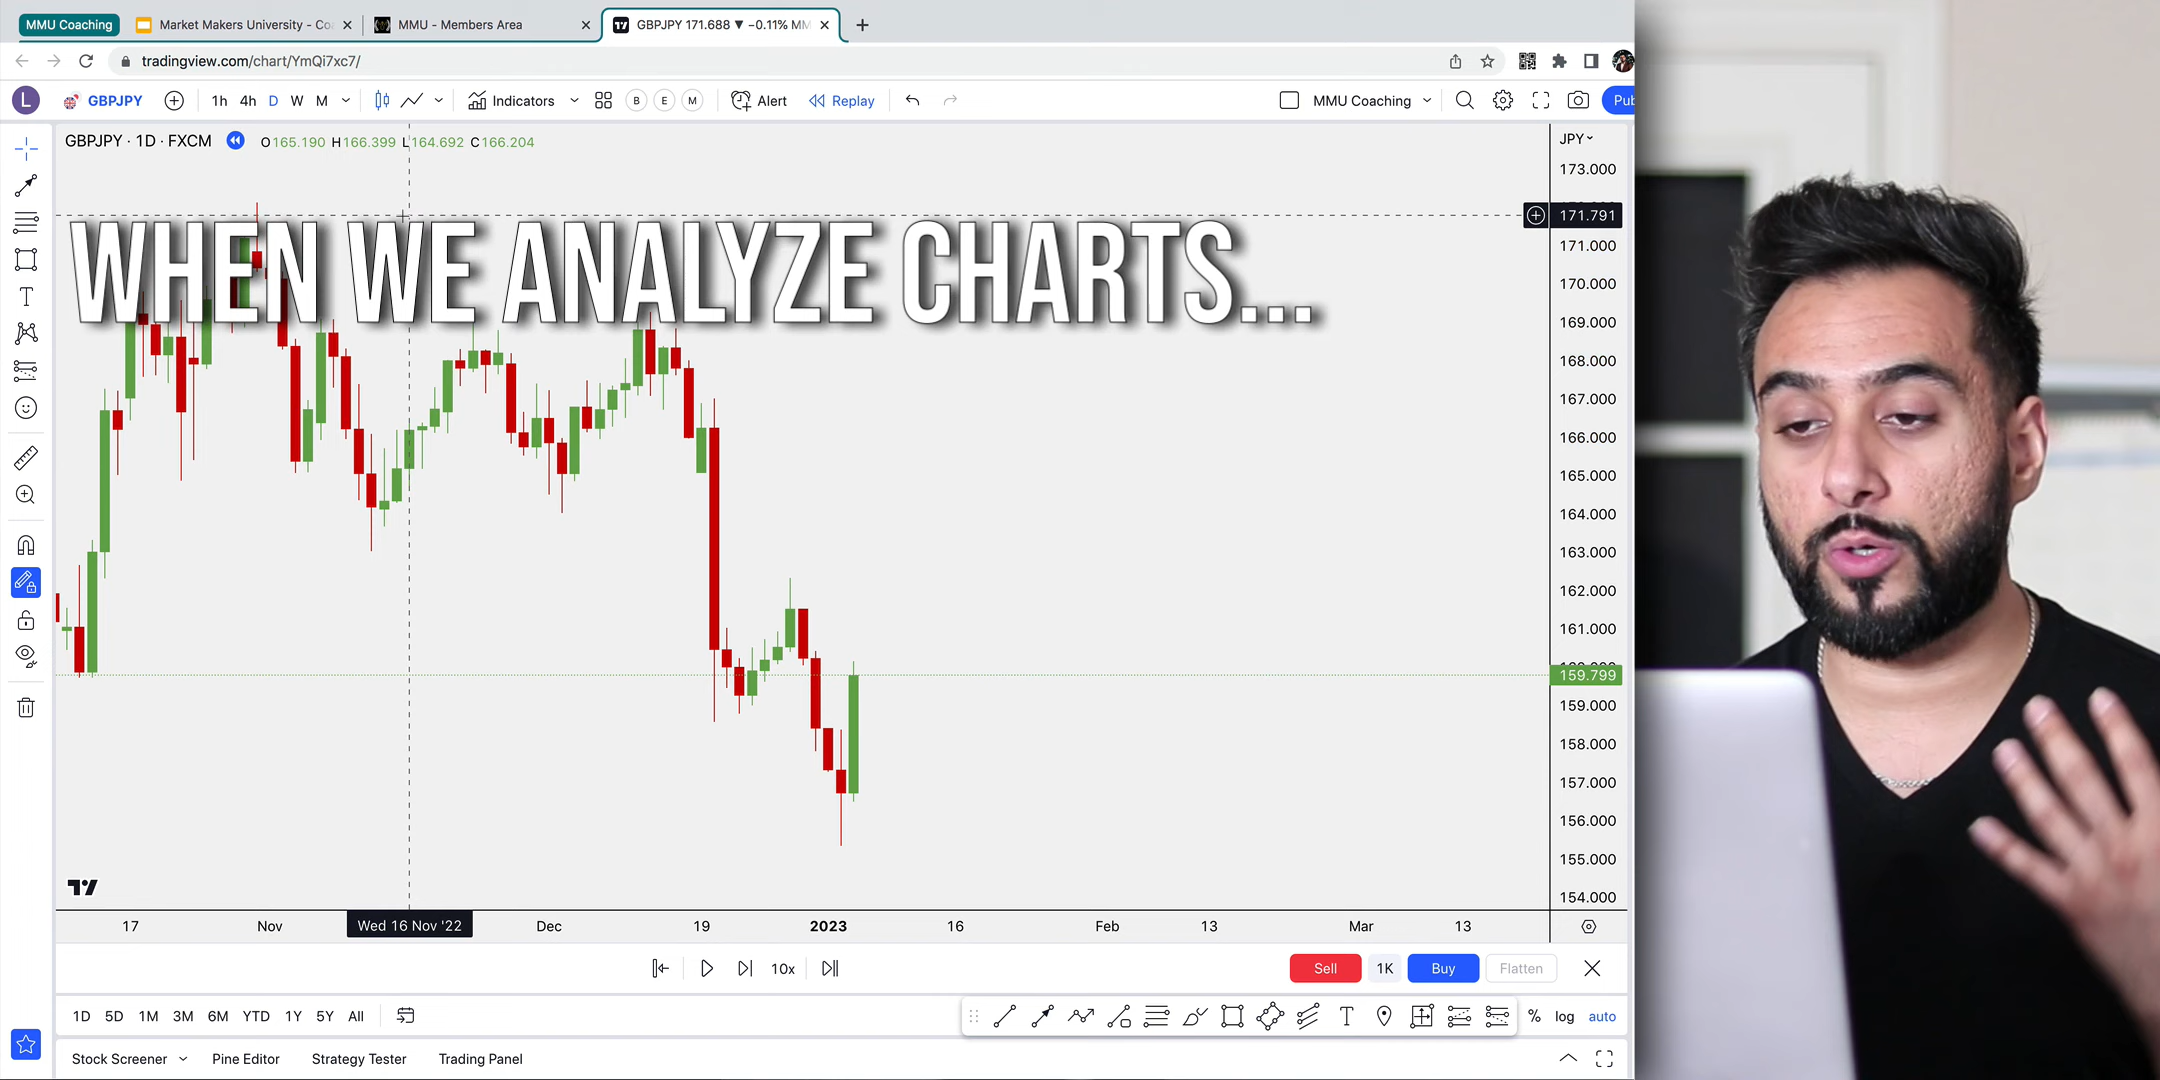 MMU Coaching
Market Makers University - Co
MMU - Members Area
GBPJPY 171.688 ▼ −0.11% MM
tradingview.com/chart/YmQi7xc7/
L
GBPJPY
1h 4h D W M
Indicators
B E M
Alert
Replay
MMU Coaching
Pub
GBPJPY · 1D · FXCM
O165.190 H166.399 L164.692 C166.204
JPY
173.000
171.791
171.000
170.000
169.000
168.000
167.000
166.000
165.000
164.000
163.000
162.000
161.000
159.799
159.000
158.000
157.000
156.000
155.000
154.000
WHEN WE ANALYZE CHARTS...
17 Nov Wed 16 Nov '22 Dec 19 2023 16 Feb 13 Mar 13
10x
Sell 1K Buy Flatten
1D 5D 1M 3M 6M YTD 1Y 5Y All
T % log auto
Stock Screener Pine Editor Strategy Tester Trading Panel